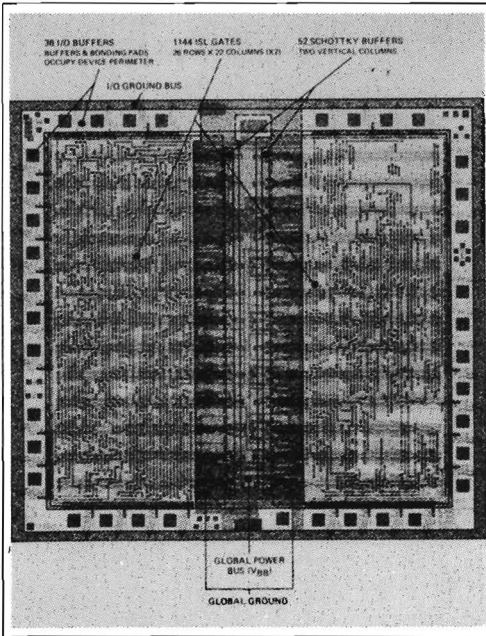 36 I/O BUFFERS
BUFFERS & BONDING PADS
OCCUPY DEVICE PERIMETER
I/O GROUND BUS
1144 ISL GATES
26 ROWS X 22 COLUMNS (X2)
52 SCHOTTKY BUFFERS
TWO VERTICAL COLUMNS
GLOBAL POWER
BUS (VBB)
GLOBAL GROUND